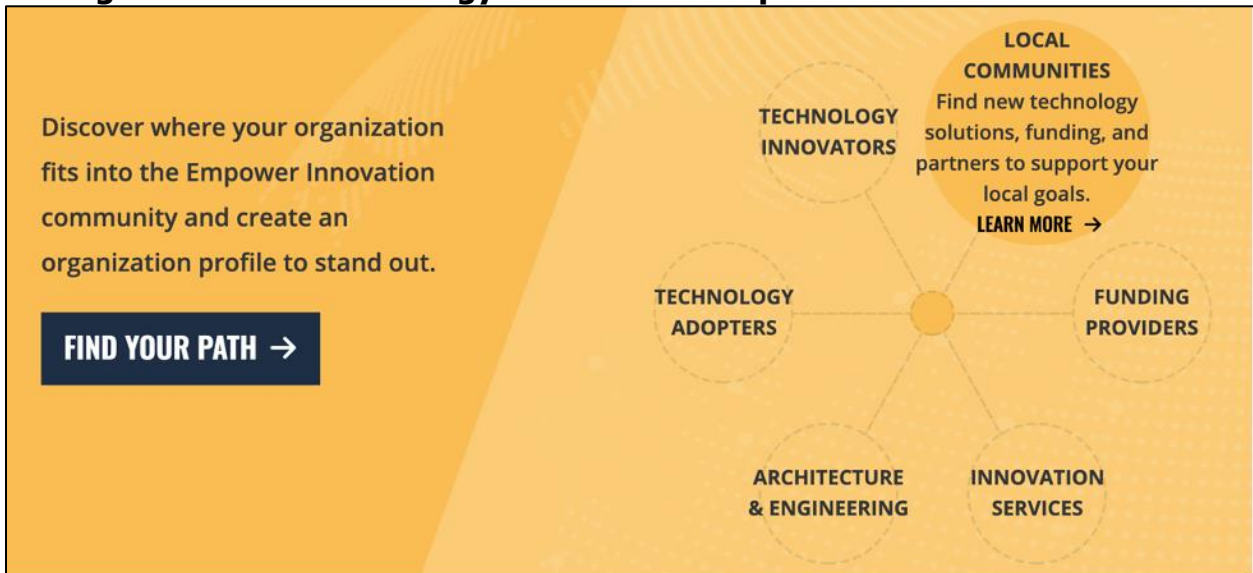 Discover where your organization
fits into the Empower Innovation
community and create an
organization profile to stand out.
FIND YOUR PATH →
LOCAL
COMMUNITIES
Find new technology
solutions, funding, and
partners to support your
local goals.
LEARN MORE →
TECHNOLOGY
INNOVATORS
TECHNOLOGY
ADOPTERS
FUNDING
PROVIDERS
ARCHITECTURE
& ENGINEERING
INNOVATION
SERVICES